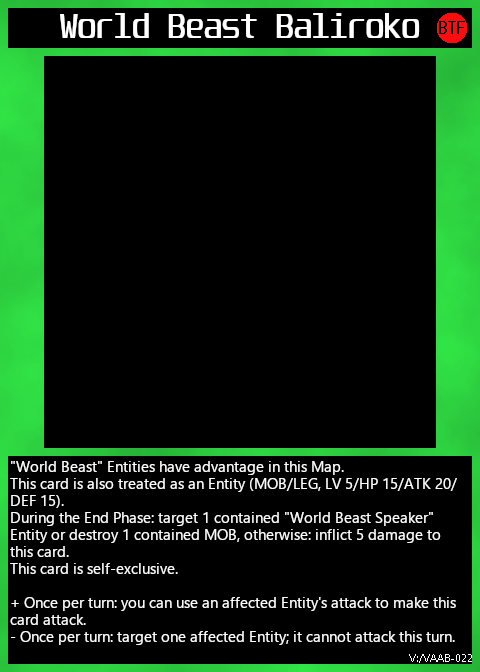 World Beast Baliroko
BTF
"World Beast" Entities have advantage in this Map.
This card is also treated as an Entity (MOB/LEG, LV 5/HP 15/ATK 20/
DEF 15).
During the End Phase: target 1 contained "World Beast Speaker"
Entity or destroy 1 contained MOB, otherwise: inflict 5 damage to
this card.
This card is self-exclusive.
+ Once per turn: you can use an affected Entity's attack to make this
card attack.
- Once per turn: target one affected Entity; it cannot attack this turn.
V:/VAAB-022